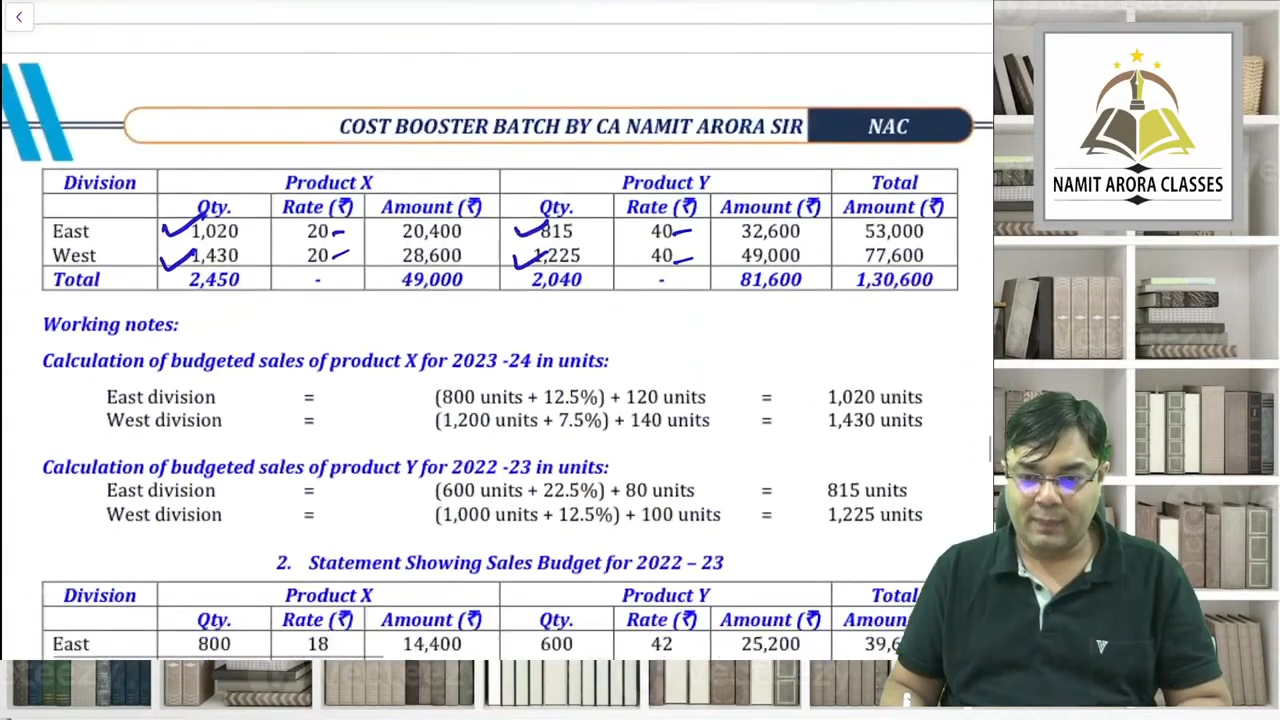 COST BOOSTER BATCH BY CA NAMIT ARORA SIR NAC
NAMIT ARORA CLASSES
Division Product X Product Y Total
Qty. Rate (₹) Amount (₹) Qty. Rate (₹) Amount (₹) Amount (₹)
East 1,020 20 20,400 815 40 32,600 53,000
West 1,430 20 28,600 1,225 40 49,000 77,600
Total 2,450 - 49,000 2,040 - 81,600 1,30,600
Working notes:
Calculation of budgeted sales of product X for 2023 -24 in units:
East division = (800 units + 12.5%) + 120 units = 1,020 units
West division = (1,200 units + 7.5%) + 140 units = 1,430 units
Calculation of budgeted sales of product Y for 2022 -23 in units:
East division = (600 units + 22.5%) + 80 units = 815 units
West division = (1,000 units + 12.5%) + 100 units = 1,225 units
2. Statement Showing Sales Budget for 2022 – 23
Division Product X Product Y Total
Qty. Rate (₹) Amount (₹) Qty. Rate (₹) Amount (₹)
East 800 18 14,400 600 42 25,200